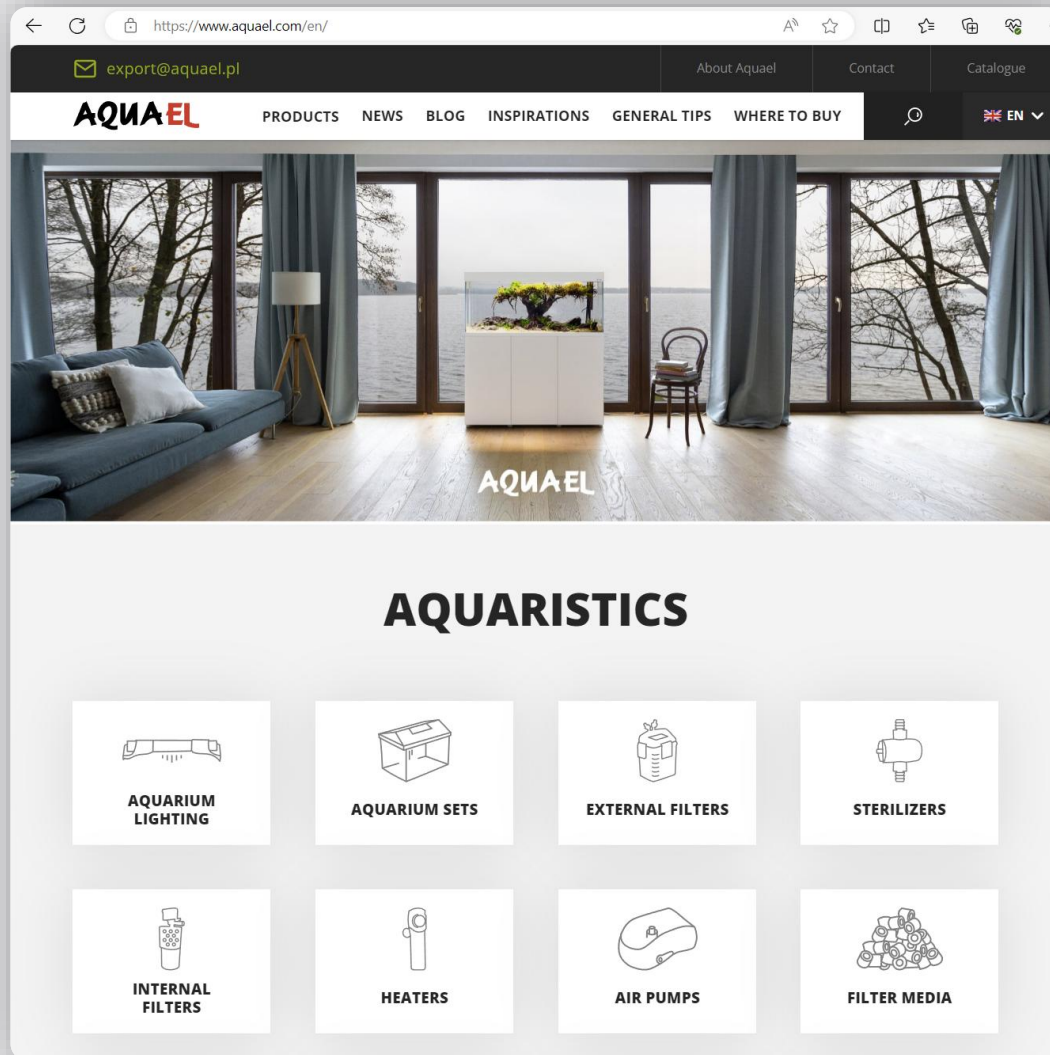 https://www.aquael.com/en/
export@aquael.pl
About Aquael
Contact
Catalogue
AQUAEL
PRODUCTS
NEWS
BLOG
INSPIRATIONS
GENERAL TIPS
WHERE TO BUY
EN
AQUAEL
AQUARISTICS
AQUARIUM
LIGHTING
AQUARIUM SETS
EXTERNAL FILTERS
STERILIZERS
INTERNAL
FILTERS
HEATERS
AIR PUMPS
FILTER MEDIA